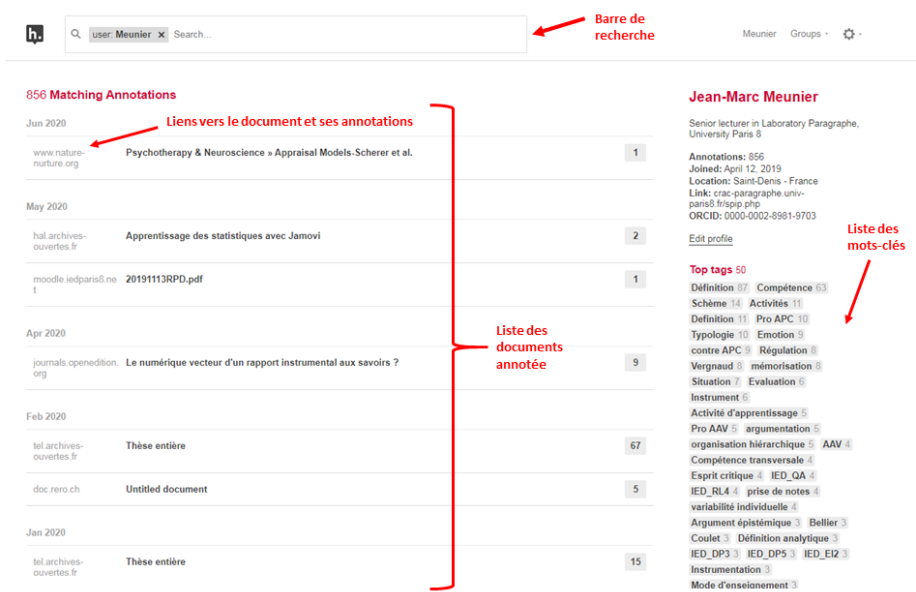 Barre de
recherche
h.
user: Meunier × Search...
Meunier Groups
856 Matching Annotations
Jun 2020
Liens vers le document et ses annotations
www.nature-
nurture.org
Psychotherapy & Neuroscience » Appraisal Models-Scherer et al.
1
May 2020
hal.archives-
ouvertes.fr
Apprentissage des statistiques avec Jamovi
2
moodle.iedparis8.ne
t
20191113RPD.pdf
1
Apr 2020
Liste des
documents
annotée
journals.openedition.
org
Le numérique vecteur d'un rapport instrumental aux savoirs ?
9
Feb 2020
tel.archives-
ouvertes.fr
Thèse entière
67
doc.rero.ch
Untitled document
5
Jan 2020
tel.archives-
ouvertes.fr
Thèse entière
15
Jean-Marc Meunier
Senior lecturer in Laboratory Paragraphe,
University Paris 8
Annotations: 856
Joined: April 12, 2019
Location: Saint-Denis - France
Link: crac-paragraphe.univ-
paris8.fr/spip.php
ORCID: 0000-0002-8981-9703
Edit profile
Liste des
mots-clés
Top tags 50
Définition 87 Compétence 63
Schème 14 Activités 11
Definition 11 Pro APC 10
Typologie 10 Emotion 9
contre APC 9 Régulation 8
Vergnaud 8 mémorisation 8
Situation 7 Evaluation 6
Instrument 6
Activité d'apprentissage 5
Pro AAV 5 argumentation 5
organisation hiérarchique 5 AAV 4
Compétence transversale 4
Esprit critique 4 IED_QA 4
IED_RL4 4 prise de notes 4
variabilité individuelle 4
Argument épistémique 3 Bellier 3
Coulet 3 Définition analytique 3
IED_DP3 3 IED_DP5 3 IED_EI2 3
Instrumentation 3
Mode d'enseignement 3